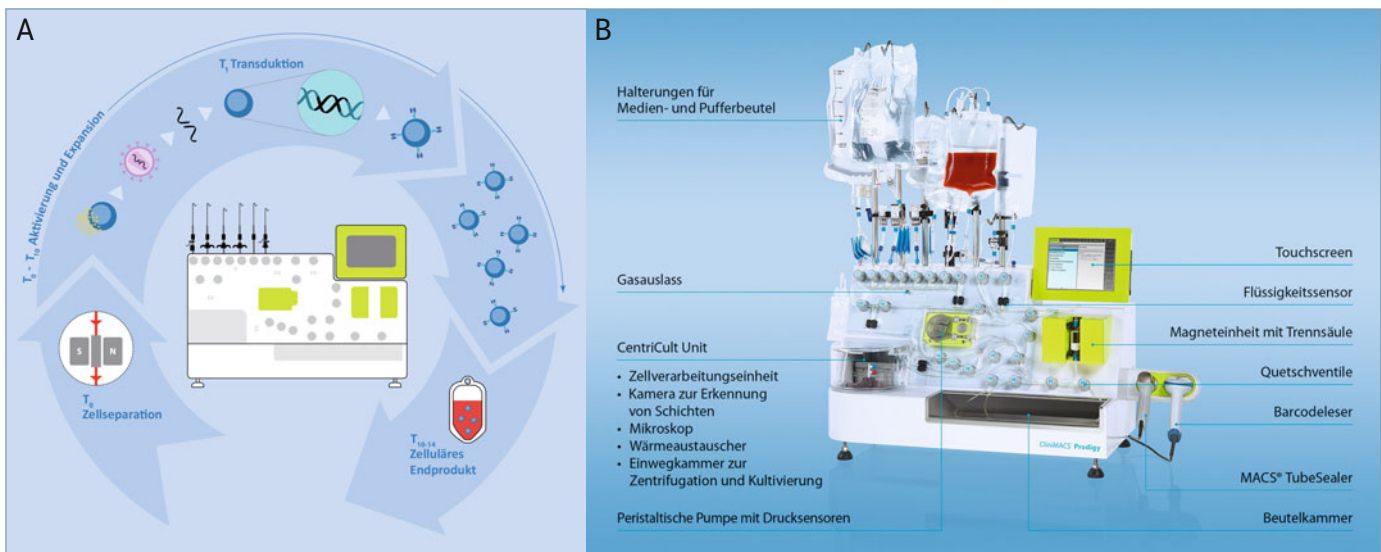 A
T₁ Transduktion
T₀ - T₁₀ Aktivierung und Expansion
S
N
T₀
Zellseparation
T₁₀₋₁₄
Zelluläres
Endprodukt
B
Halterungen für
Medien- und Pufferbeutel
Gasauslass
CentriCult Unit
• Zellverarbeitungseinheit
• Kamera zur Erkennung
von Schichten
• Mikroskop
• Wärmeaustauscher
• Einwegkammer zur
Zentrifugation und Kultivierung
Peristaltische Pumpe mit Drucksensoren
Touchscreen
Flüssigkeitssensor
Magneteinheit mit Trennsäule
Quetschventile
Barcodeleser
MACS® TubeSealer
Beutelkammer
CliniMACS Prodigy